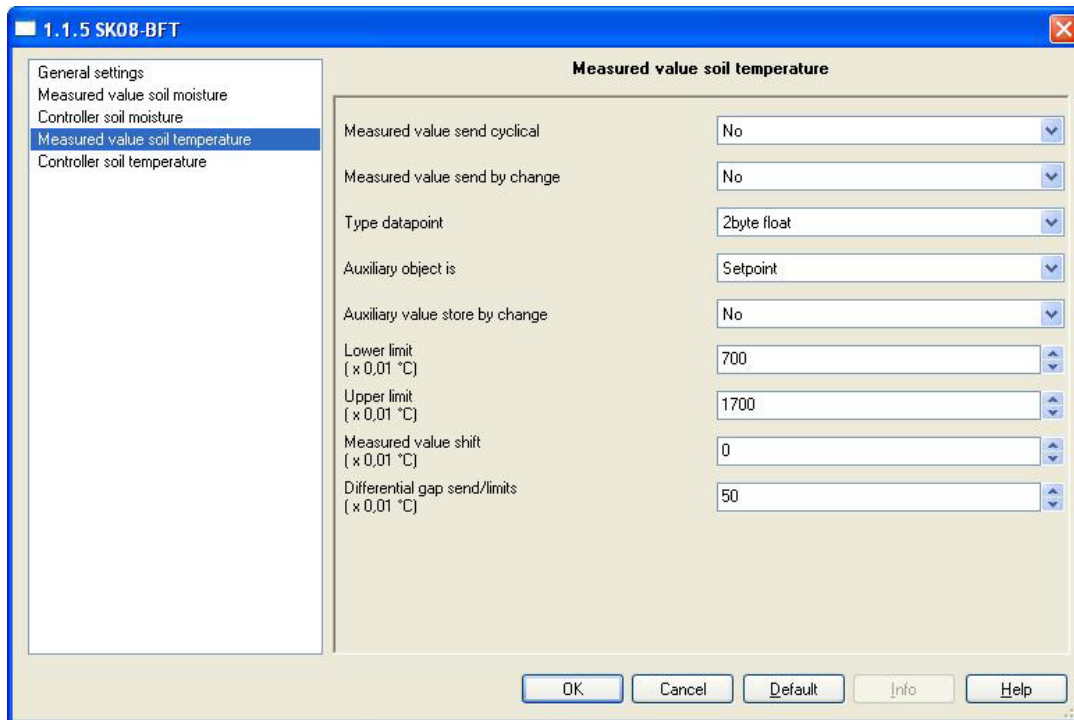 1.1.5 SK08-BFT
General settings
Measured value soil moisture
Controller soil moisture
Measured value soil temperature
Controller soil temperature
Measured value soil temperature
Measured value send cyclical
No
Measured value send by change
No
Type datapoint
2byte float
Auxiliary object is
Setpoint
Auxiliary value store by change
No
Lower limit
( x 0,01 °C)
700
Upper limit
( x 0,01 °C)
1700
Measured value shift
( x 0,01 °C)
0
Differential gap send/limits
( x 0,01 °C)
50
OK
Cancel
Default
Info
Help